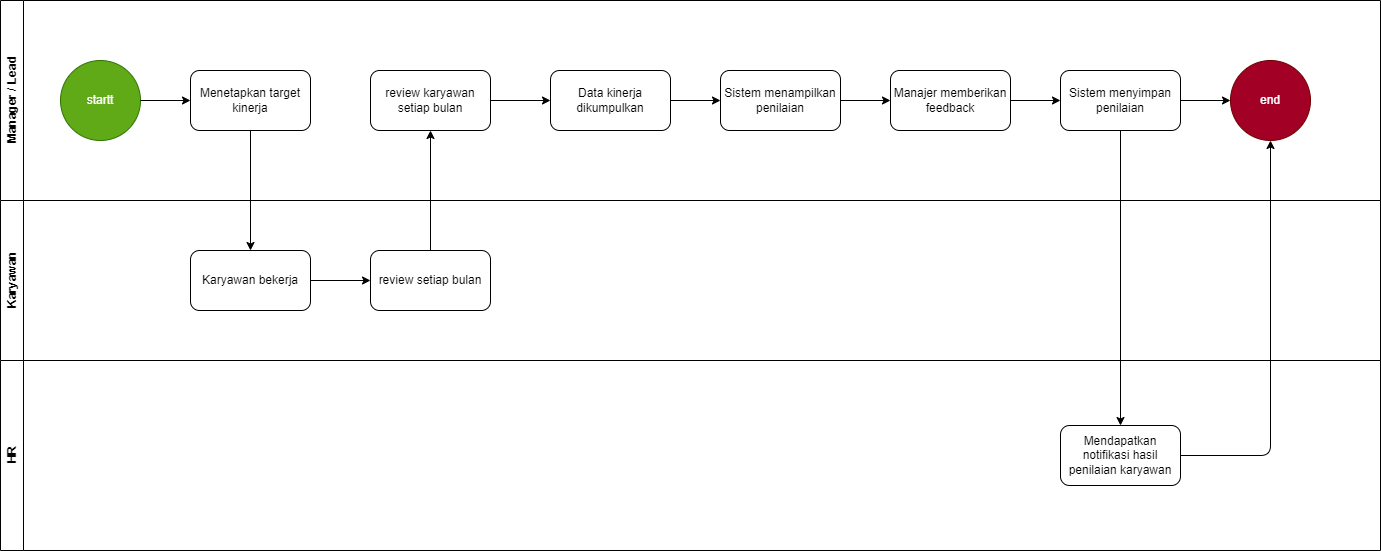 Manager / Lead
startt
Menetapkan target
kinerja
review karyawan
setiap bulan
Data kinerja
dikumpulkan
Sistem menampilkan
penilaian
Manajer memberikan
feedback
Sistem menyimpan
penilaian
end
Karyawan
Karyawan bekerja
review setiap bulan
HR
Mendapatkan
notifikasi hasil
penilaian karyawan